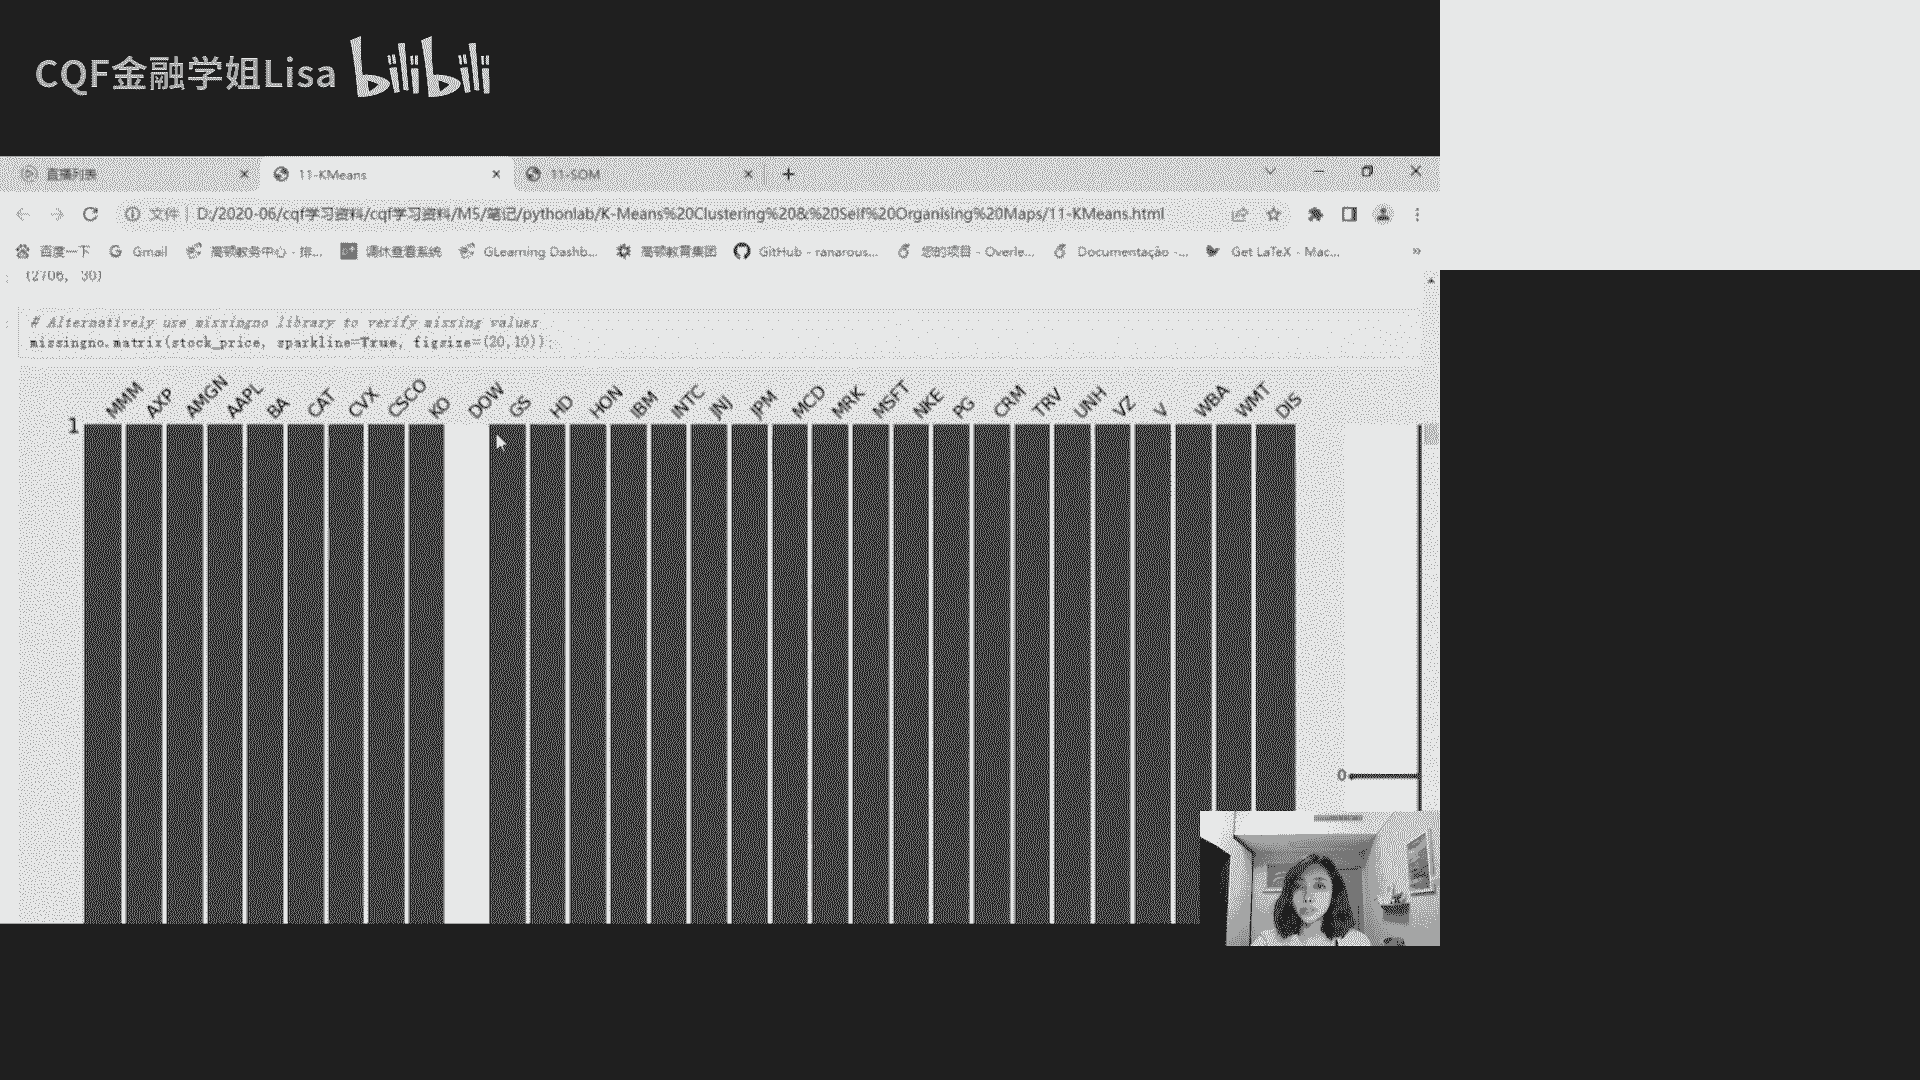 CQF金融学姐Lisa bilibili
直播列表
11-KMeans
11-SOM
文件 | D:/2020-06/cqf学习资料/cqf学习资料/M5/笔记/pythonlab/K-Means%20Clustering%20&%20Self%20Organising%20Maps/11-KMeans.html
百度一下 Gmail 高顿教务中心 - 排... 调休查看系统 GLearning Dashb... 高顿教育集团 GitHub - ranarous... 您的项目 - Overle... Documentação -... Get LaTeX - Mac... »
(2706, 30)
# Alternatively use missingno library to verify missing values
missingno.matrix(stock_price, sparkline=True, figsize=(20,10));
MMM AXP AMGN AAPL BA CAT CVX CSCO KO DOW GS HD HON IBM INTC JNJ JPM MCD MRK MSFT NKE PG CRM TRV UNH VZ V WBA WMT DIS
1
0